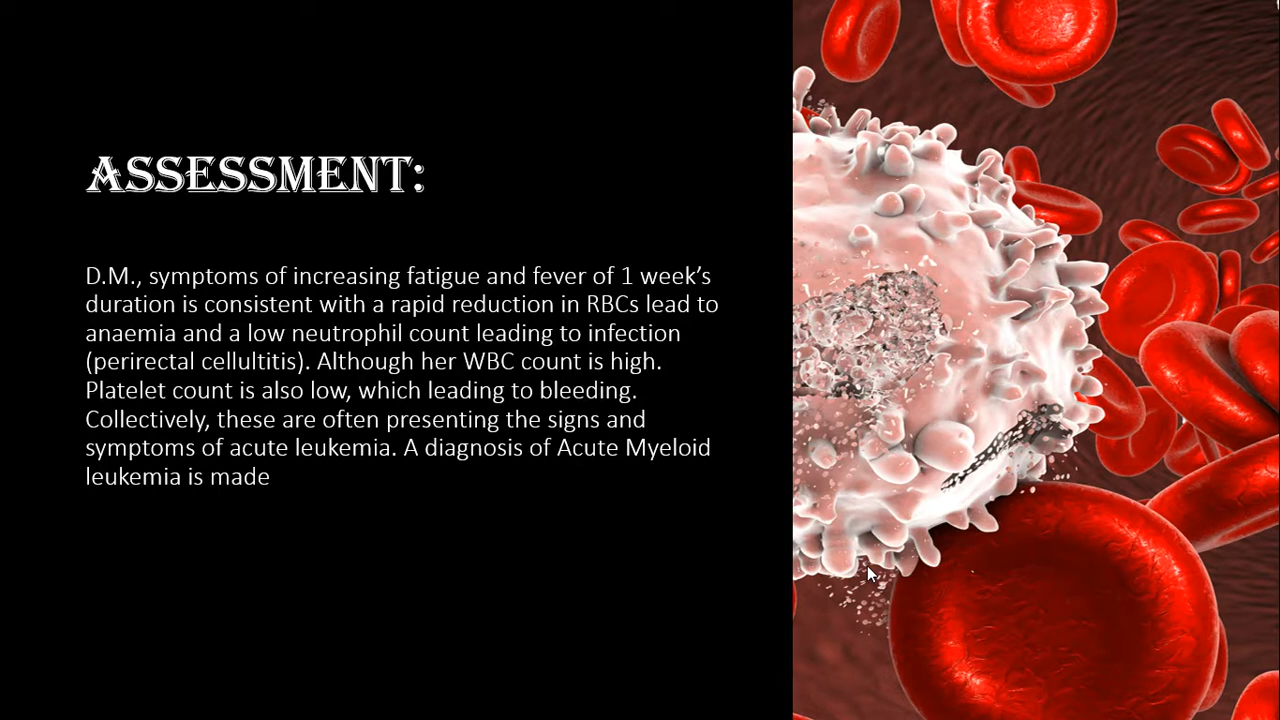 ASSESSMENT:
D.M., symptoms of increasing fatigue and fever of 1 week’s
duration is consistent with a rapid reduction in RBCs lead to
anaemia and a low neutrophil count leading to infection
(perirectal cellultitis). Although her WBC count is high.
Platelet count is also low, which leading to bleeding.
Collectively, these are often presenting the signs and
symptoms of acute leukemia. A diagnosis of Acute Myeloid
leukemia is made